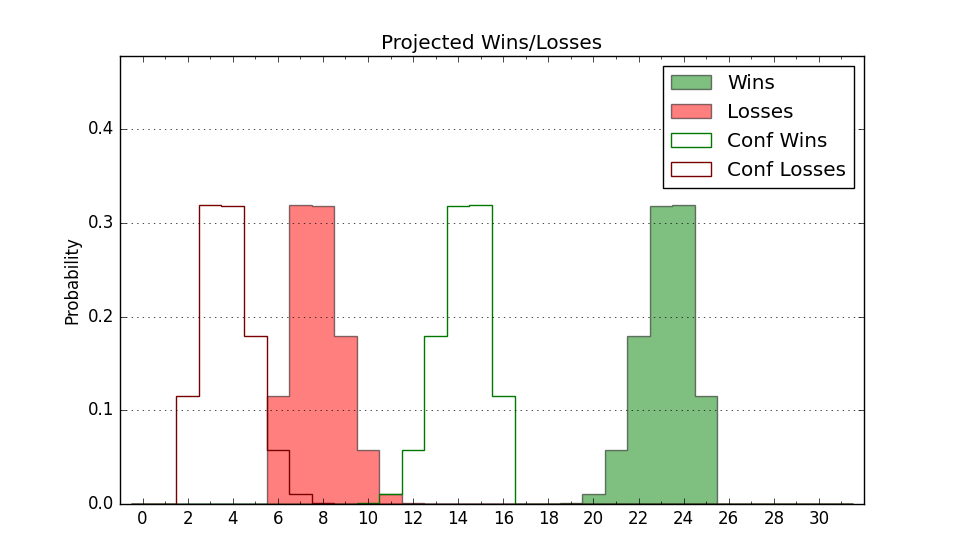 Projected Wins/Losses
Wins
Losses
Conf Wins
Conf Losses
Probability
0.4
0.3
0.2
0.1
0.0
0 2 4 6 8 10 12 14 16 18 20 22 24 26 28 30